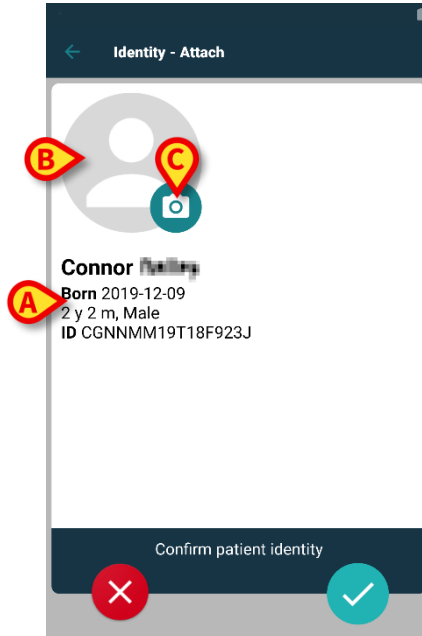 Identity - Attach
B
C
Connor
A
Born 2019-12-09
2 y 2 m, Male
ID CGNNMM19T18F923J
Confirm patient identity